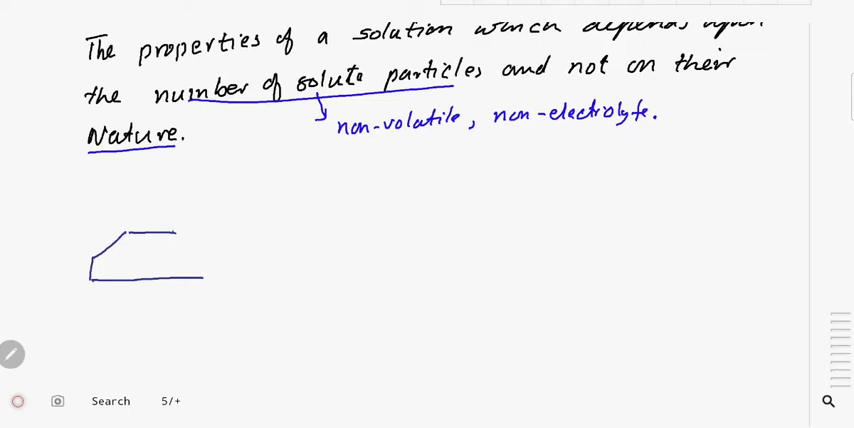 The properties of a solution which depends upon
the number of solute particles and not on their
non-volatile, non-electrolyte.
Nature.
Search 5/+